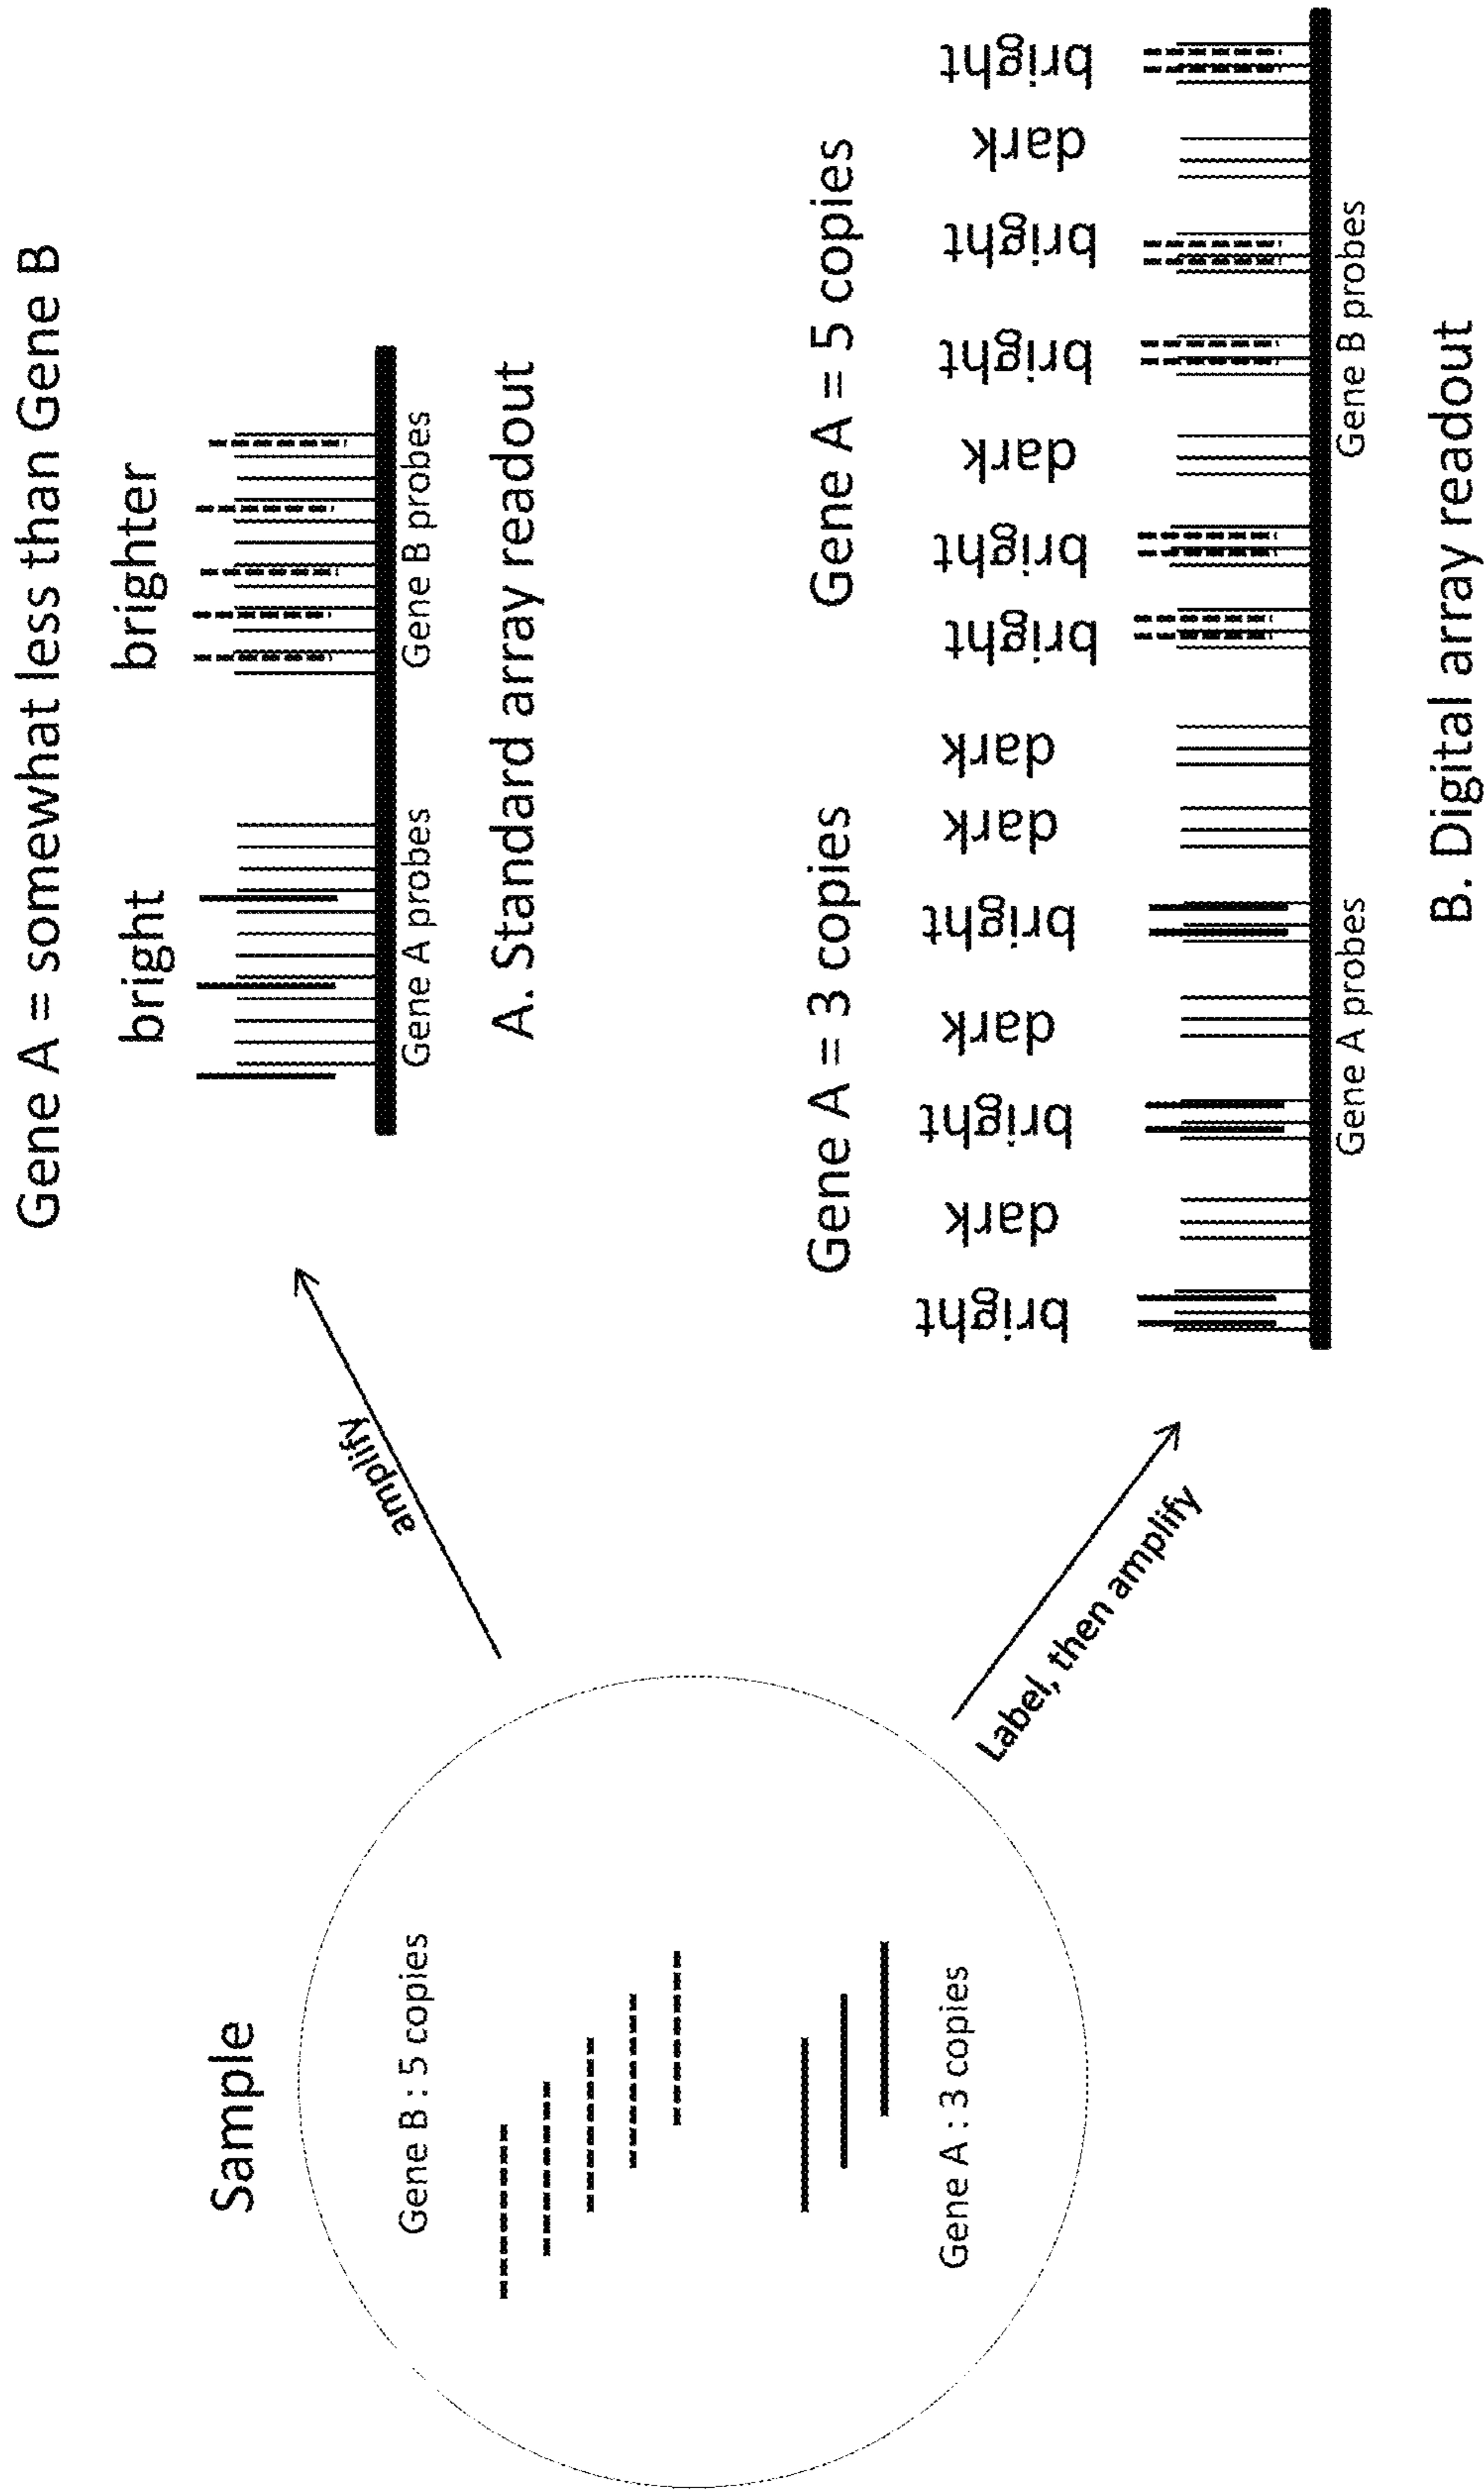 Sample
Gene B : 5 copies
Gene A : 3 copies
amplify
Label, then amplify
Gene A = somewhat less than Gene B
bright
brighter
Gene A probes
Gene B probes
A. Standard array readout
Gene A = 3 copies
Gene A = 5 copies
bright
dark
bright
dark
bright
dark
dark
bright
bright
dark
bright
bright
dark
bright
Gene A probes
Gene B probes
B. Digital array readout